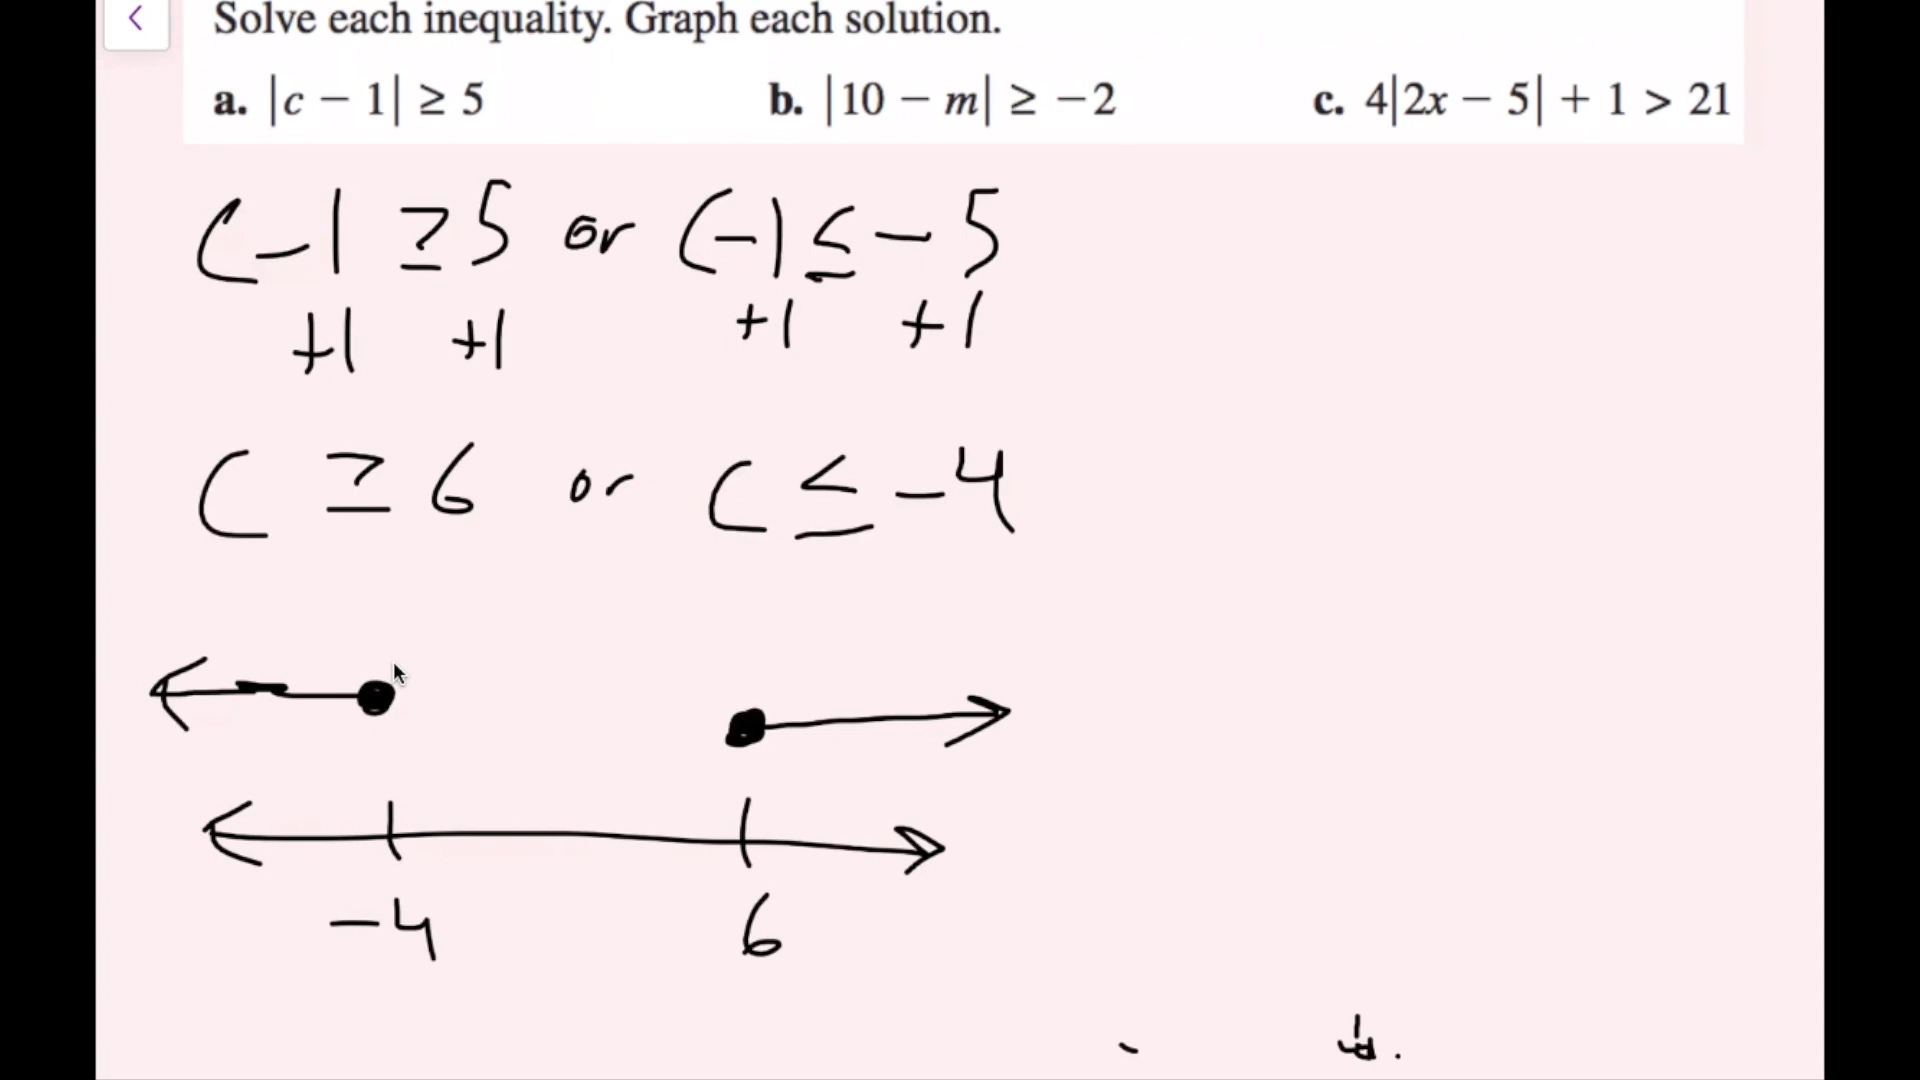 Solve each inequality. Graph each solution.
a. |c − 1| ≥ 5 b. |10 − m| ≥ −2 c. 4|2x − 5| + 1 > 21
c − 1 ≥ 5 or c − 1 ≤ − 5
+1 +1 +1 +1
c ≥ 6 or c ≤ −4
−4 6